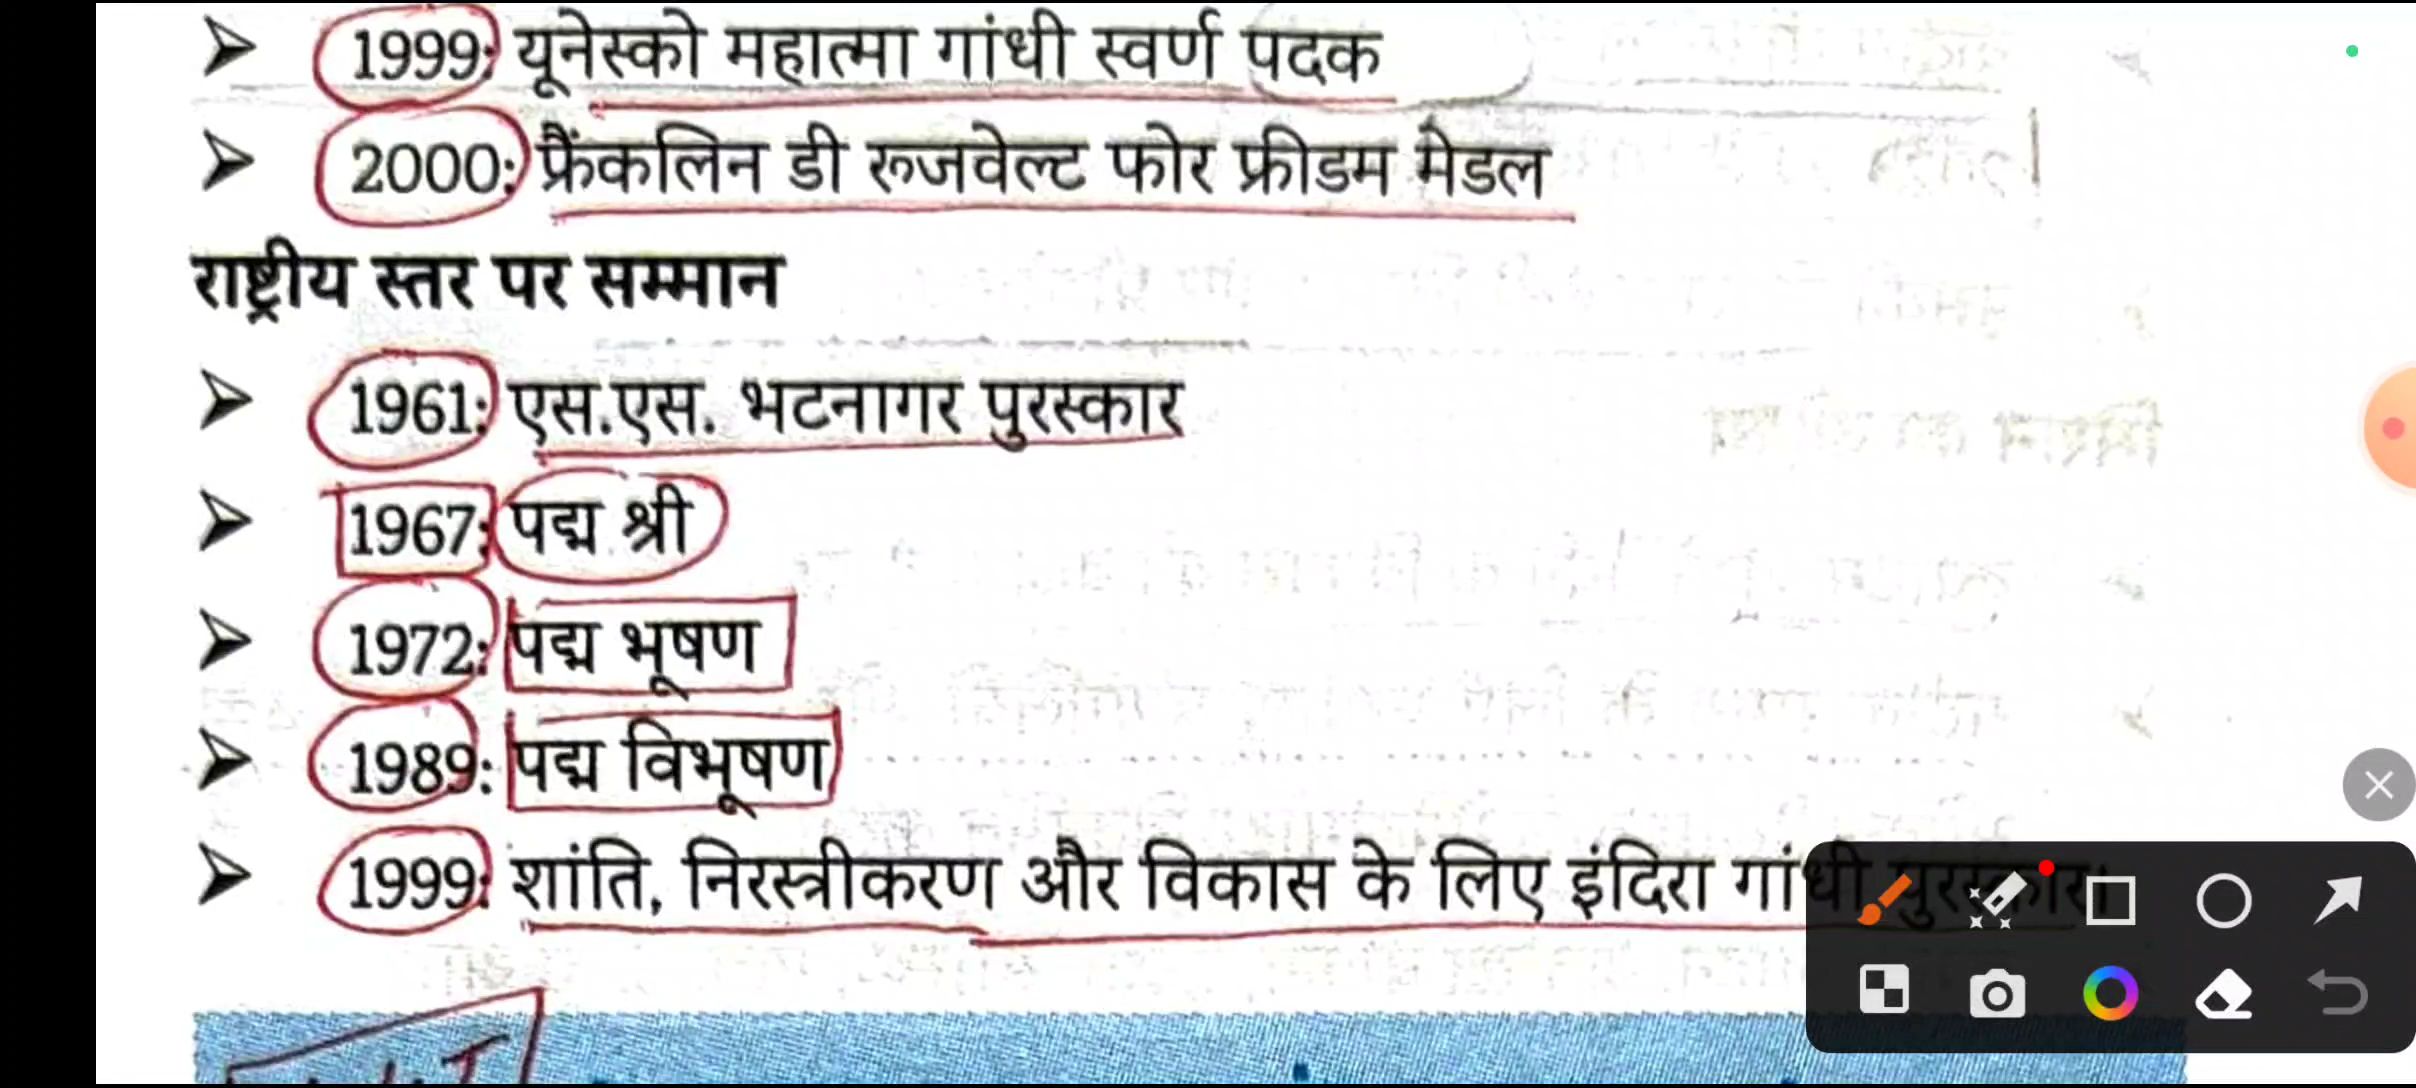 ➤ 1999: यूनेस्को महात्मा गांधी स्वर्ण पदक
➤ 2000: फ्रैंकलिन डी रूजवेल्ट फोर फ्रीडम मेडल
राष्ट्रीय स्तर पर सम्मान
➤ 1961: एस.एस. भटनागर पुरस्कार
➤ 1967: पद्म श्री
➤ 1972: पद्म भूषण
➤ 1989: पद्म विभूषण
➤ 1999: शांति, निरस्त्रीकरण और विकास के लिए इंदिरा गांधी पुरस्कार।